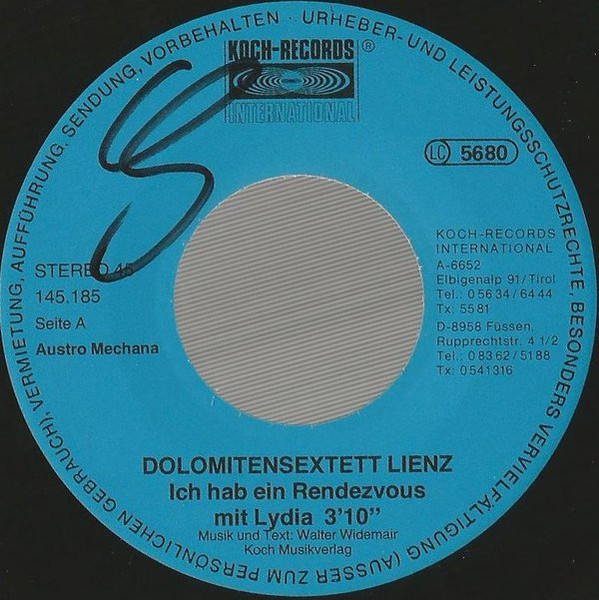 URHEBER- UND LEISTUNGSSCHUTZRECHTE, BESONDERS VERVIELFÄLTIGUNG (AUSSER ZUM PERSÖNLICHEN GEBRAUCH), VERMIETUNG, AUFFÜHRUNG, SENDUNG, VORBEHALTEN
KOCH-RECORDS ®
INTERNATIONAL
LC 5680
KOCH-RECORDS
INTERNATIONAL
A-6652
Elbigenalp 91/Tirol
Tel.: 05634/6444
Tx: 5581
D-8958 Füssen,
Rupprechtstr. 4 1/2
Tel.: 08362/5188
Tx: 0541316
STEREO 45
145.185
Seite A
Austro Mechana
DOLOMITENSEXTETT LIENZ
Ich hab ein Rendezvous
mit Lydia 3'10"
Musik und Text: Walter Widemair
Koch Musikverlag